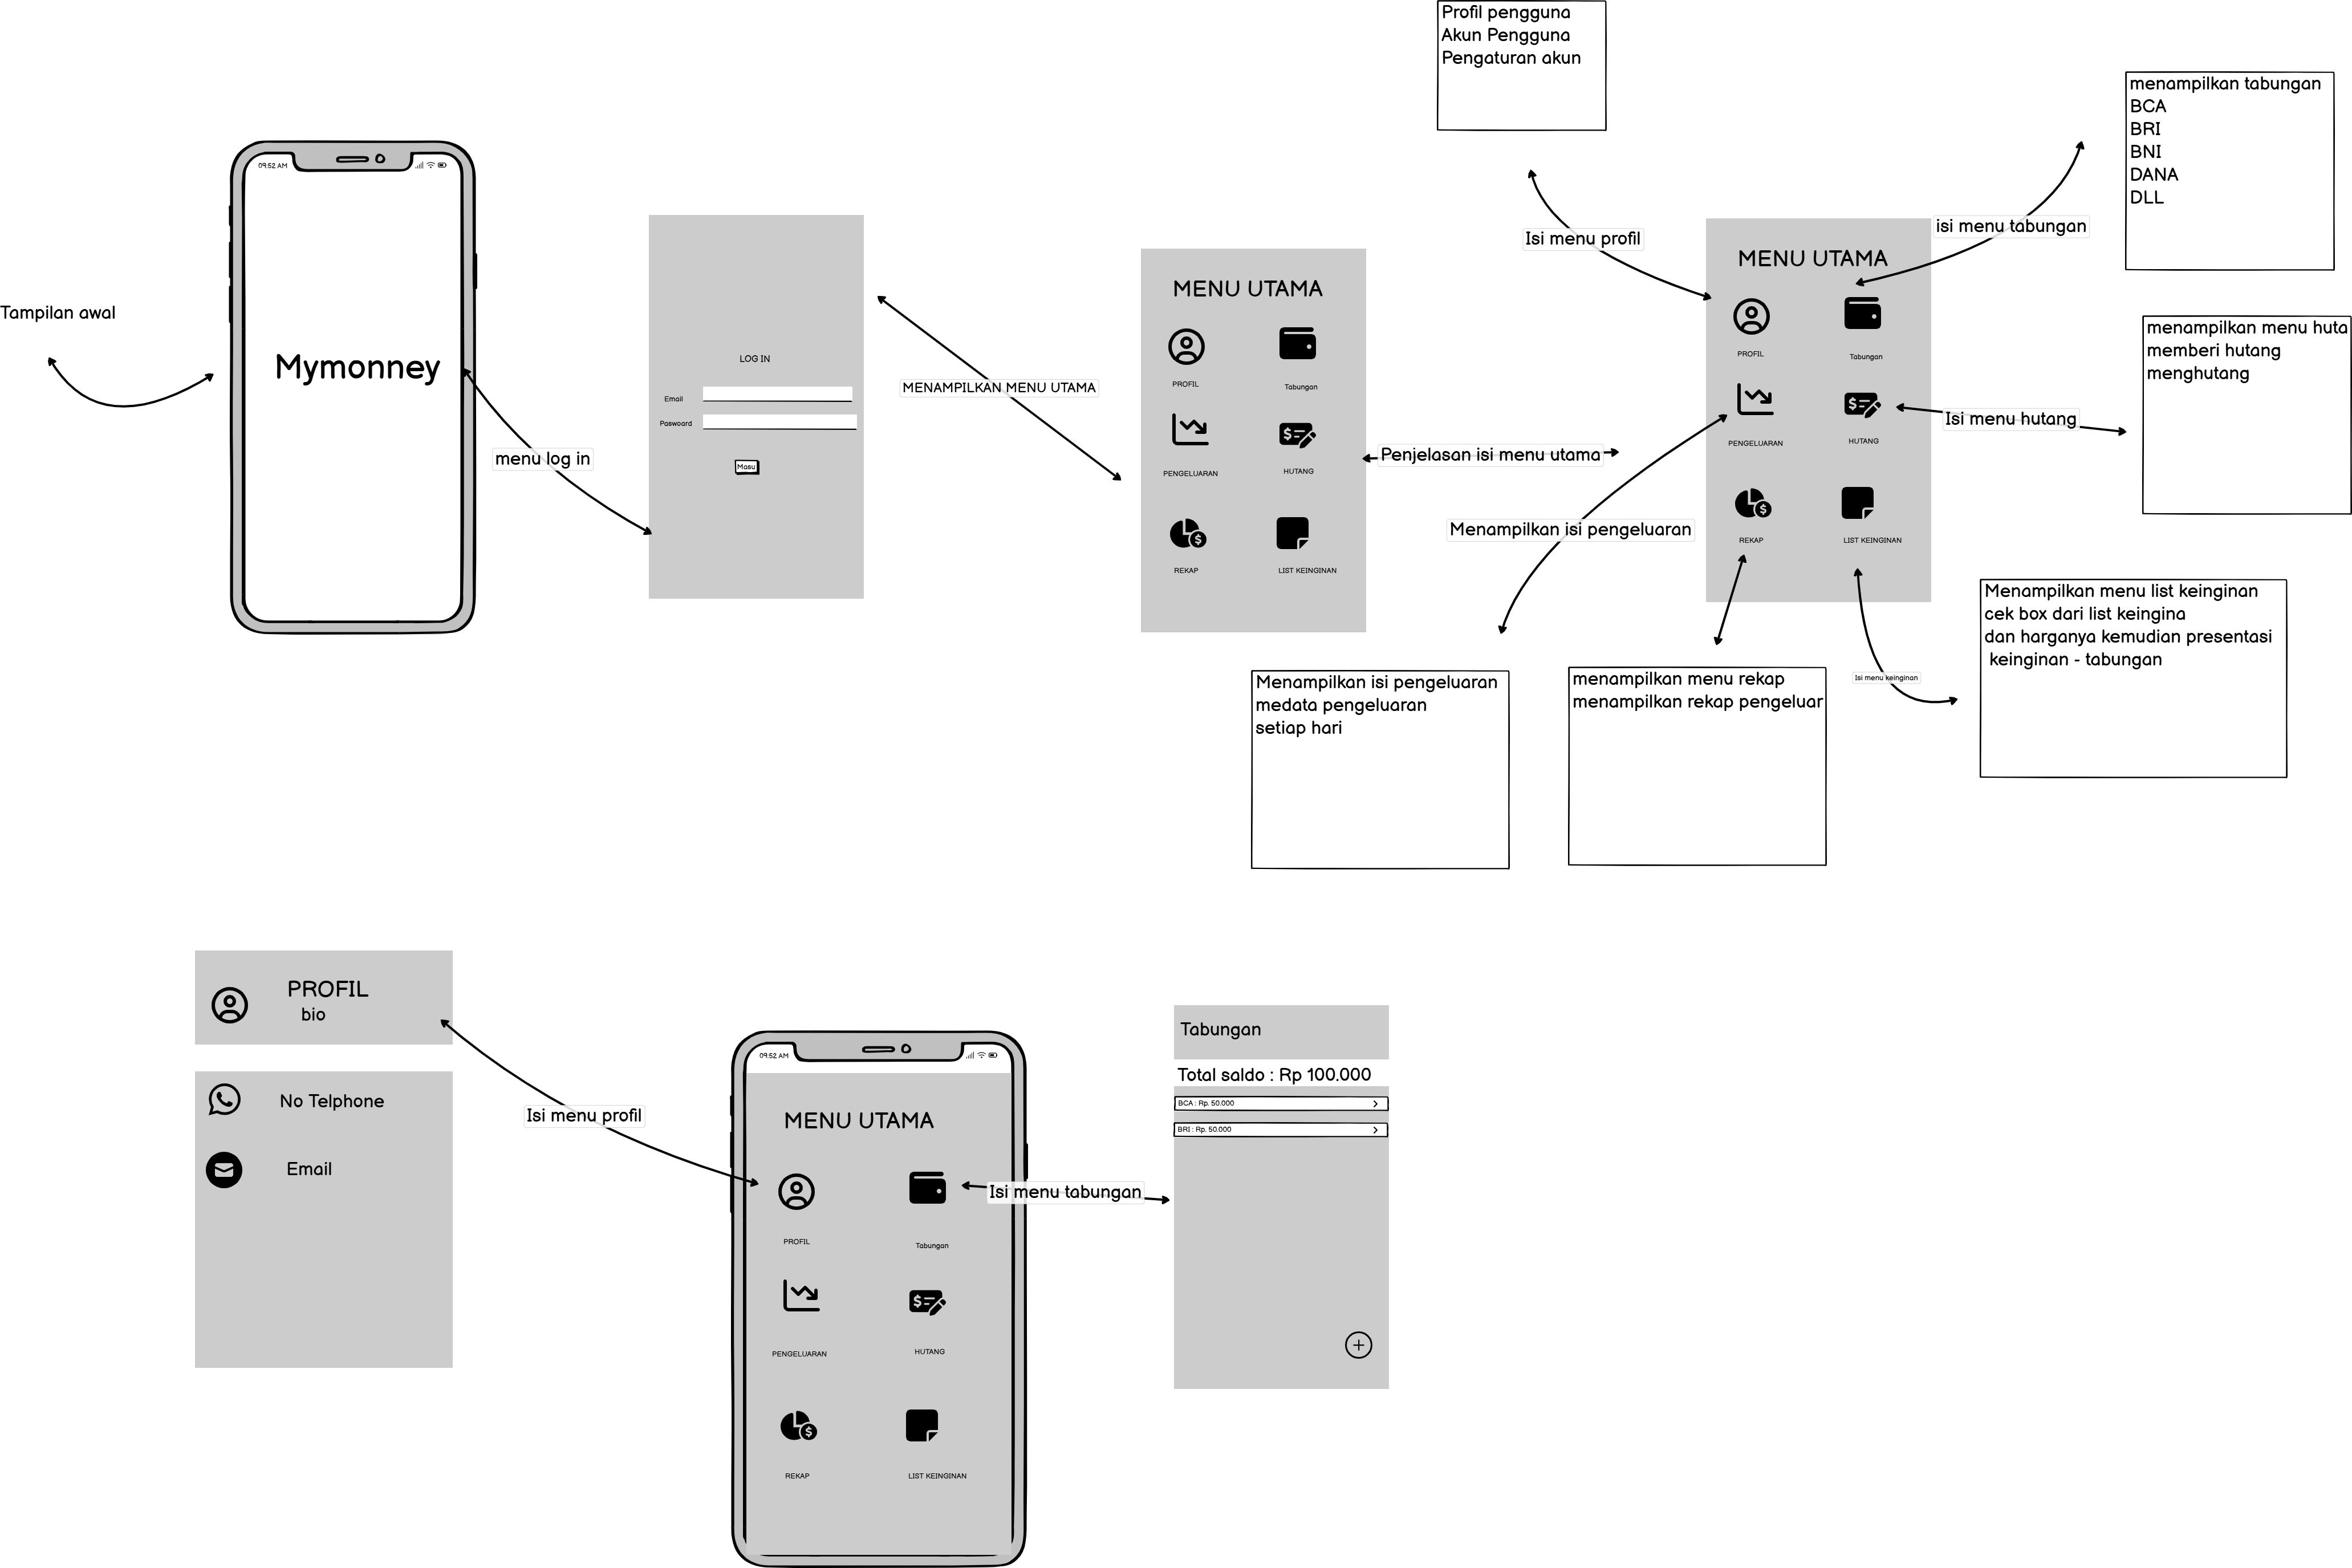 Profil pengguna
Akun Pengguna
Pengaturan akun
menampilkan tabungan
BCA
BRI
BNI
DANA
DLL
09:52 AM
Mymonney
Tampilan awal
menu log in
LOG IN
Email
Paswoard
Masu
MENAMPILKAN MENU UTAMA
MENU UTAMA
PROFIL
Tabungan
PENGELUARAN
HUTANG
REKAP
LIST KEINGINAN
Penjelasan isi menu utama
Isi menu profil
isi menu tabungan
MENU UTAMA
PROFIL
Tabungan
PENGELUARAN
HUTANG
REKAP
LIST KEINGINAN
menampilkan menu huta
memberi hutang
menghutang
Isi menu hutang
Menampilkan isi pengeluaran
Menampilkan isi pengeluaran
medata pengeluaran
setiap hari
menampilkan menu rekap
menampilkan rekap pengeluar
Isi menu keinginan
Menampilkan menu list keinginan
cek box dari list keingina
dan harganya kemudian presentasi
keinginan - tabungan
PROFIL
bio
No Telphone
Email
Isi menu profil
09:52 AM
MENU UTAMA
PROFIL
Tabungan
PENGELUARAN
HUTANG
REKAP
LIST KEINGINAN
Isi menu tabungan
Tabungan
Total saldo : Rp 100.000
BCA : Rp. 50.000
BRI : Rp. 50.000